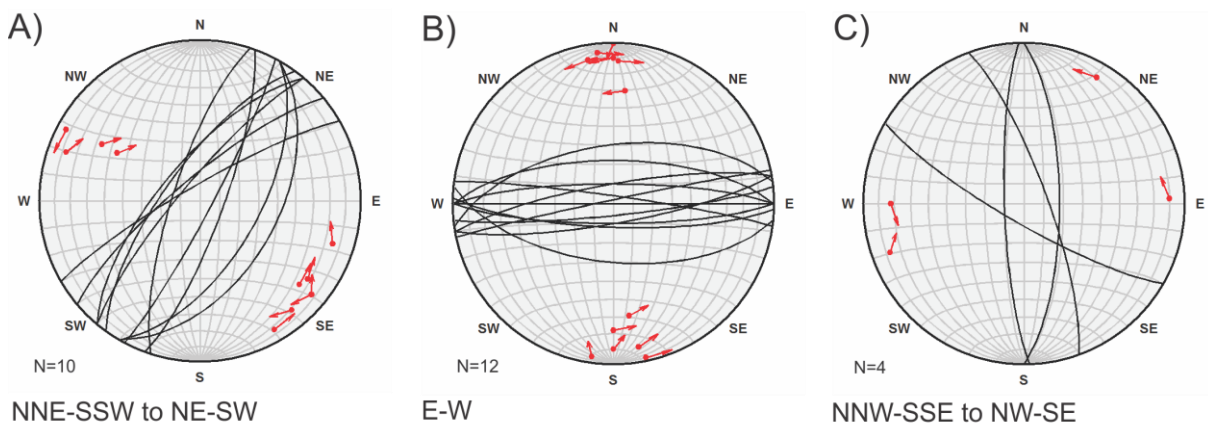 A)
N
NE
E
SE
S
SW
W
NW
N=10
NNE-SSW to NE-SW
B)
N
NE
E
SE
S
SW
W
NW
N=12
E-W
C)
N
NE
E
SE
S
SW
W
NW
N=4
NNW-SSE to NW-SE